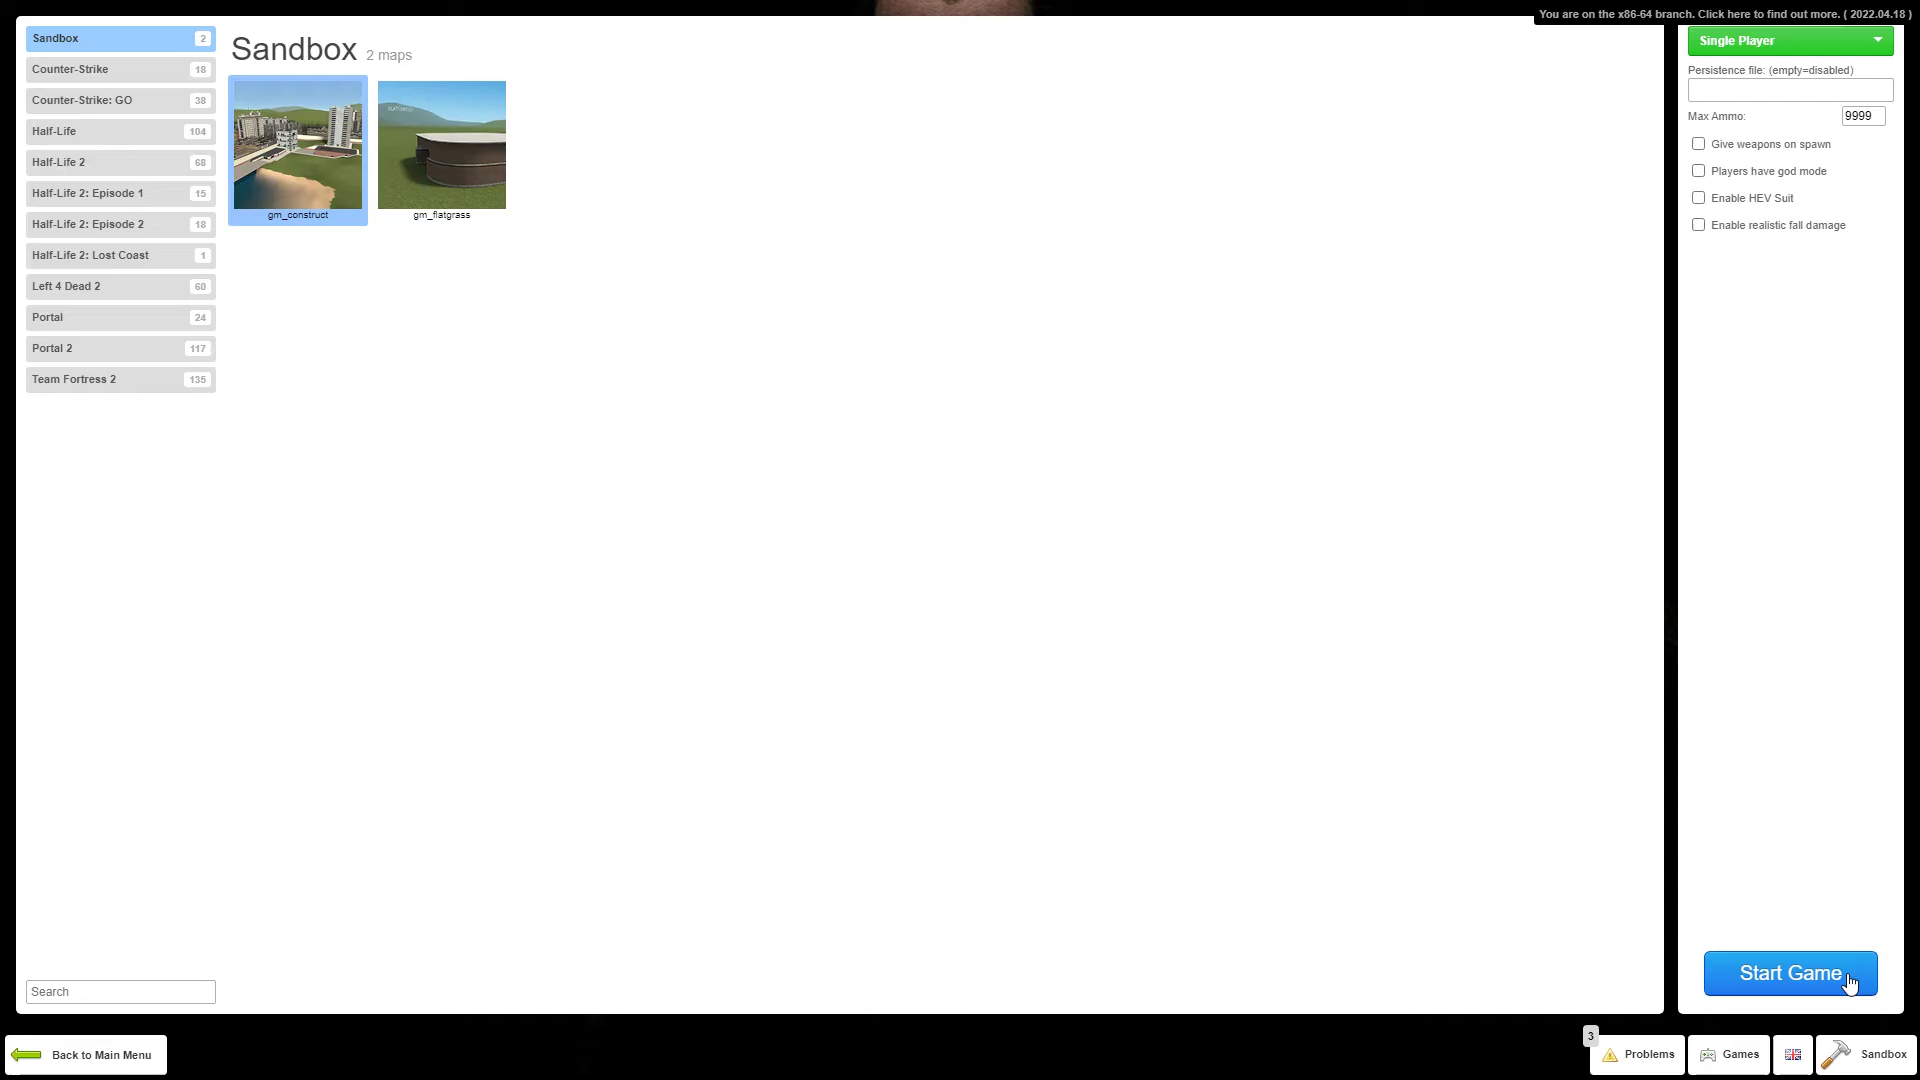 You are on the x86-64 branch. Click here to find out more. ( 2022.04.18 )
Sandbox 2
Counter-Strike 18
Counter-Strike: GO 38
Half-Life 104
Half-Life 2 68
Half-Life 2: Episode 1 15
Half-Life 2: Episode 2 18
Half-Life 2: Lost Coast 1
Left 4 Dead 2 60
Portal 24
Portal 2 117
Team Fortress 2 135
Search
Sandbox 2 maps
gm_construct
gm_flatgrass
Single Player
Persistence file: (empty=disabled)
Max Ammo: 9999
Give weapons on spawn
Players have god mode
Enable HEV Suit
Enable realistic fall damage
Start Game
Back to Main Menu
3
Problems
Games
Sandbox